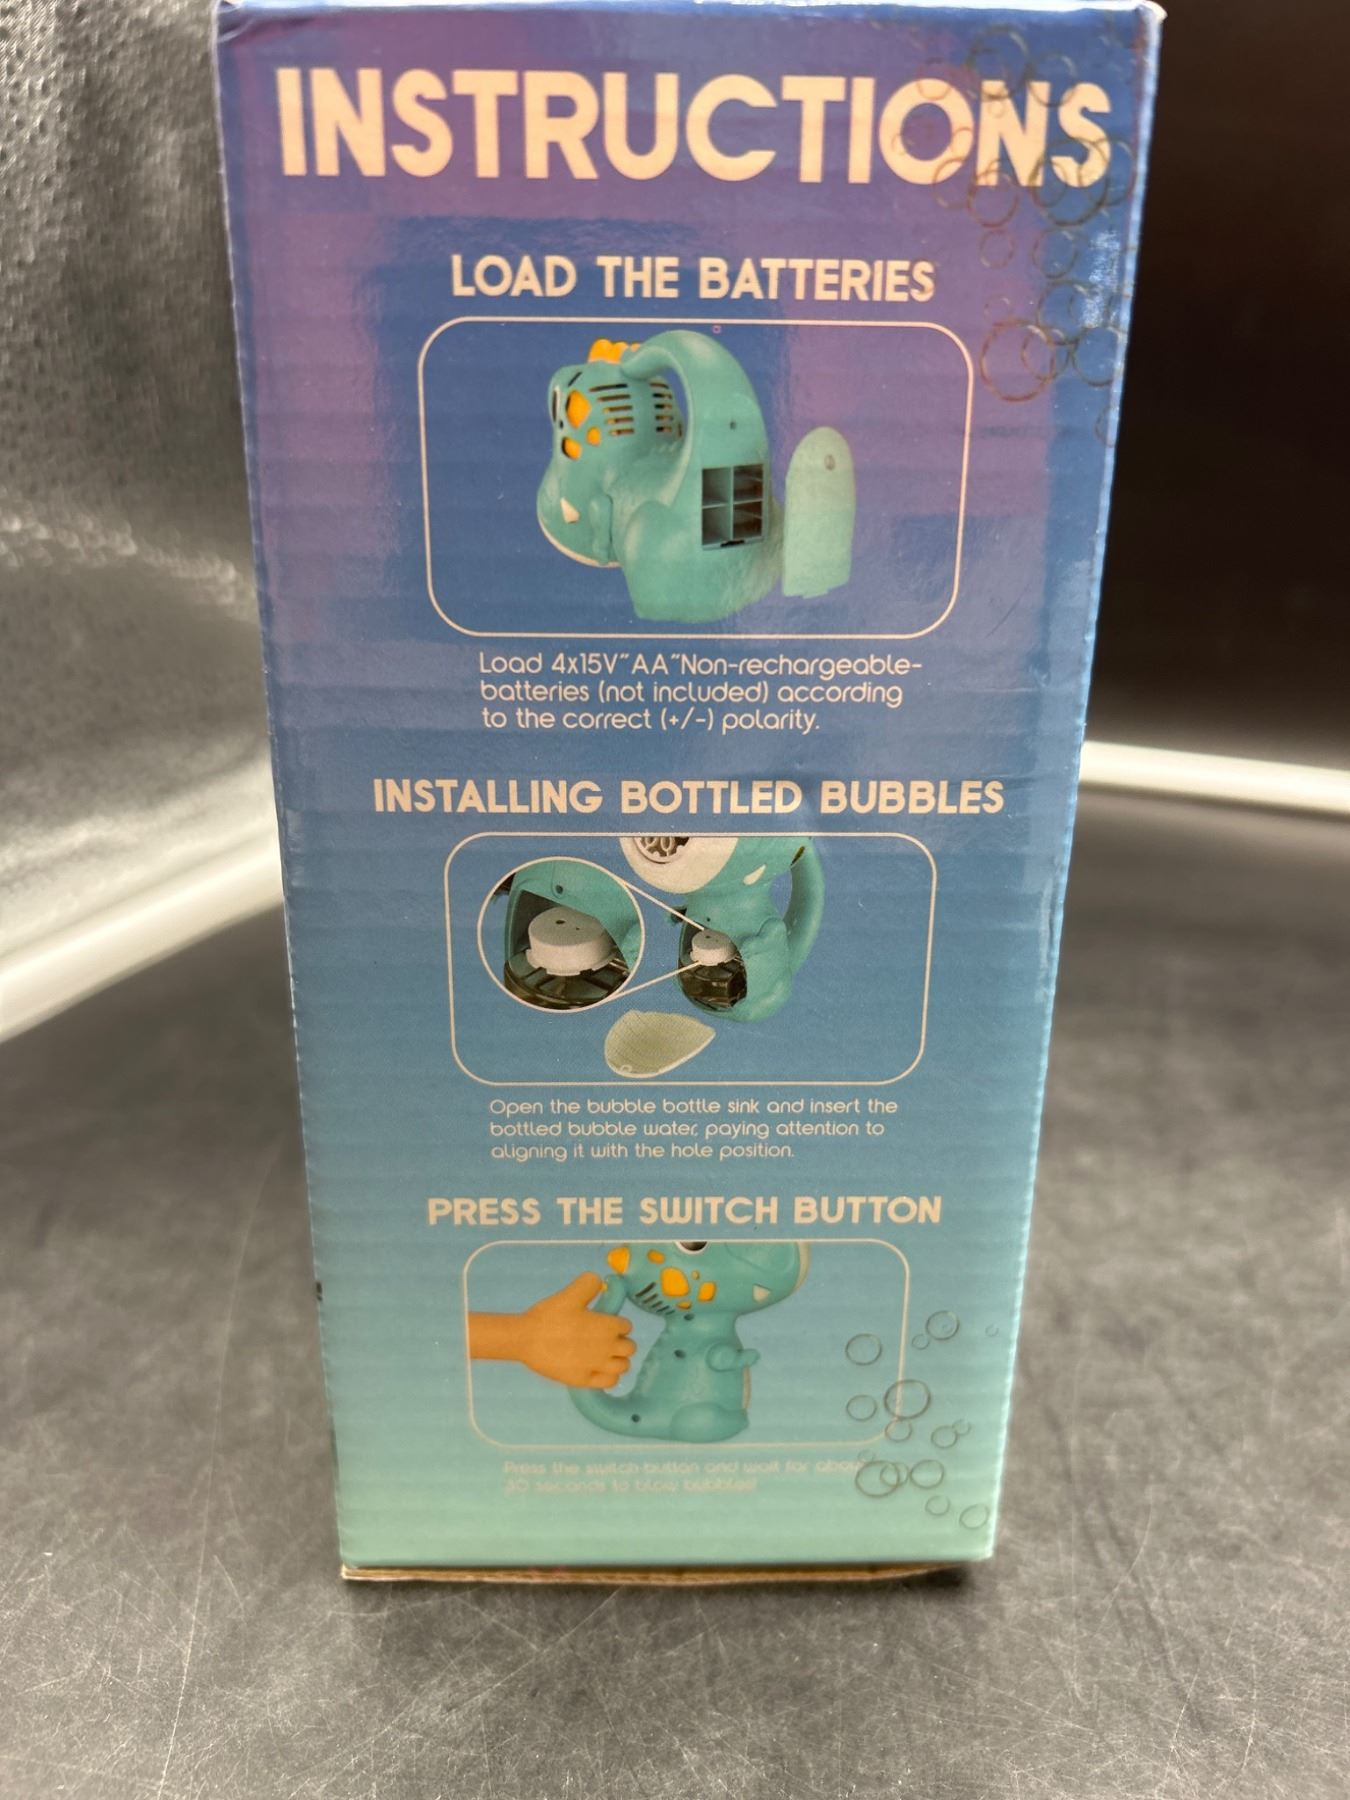 INSTRUCTIONS
LOAD THE BATTERIES
Load 4x15V"AA"Non-rechargeable-
batteries (not included) according
to the correct (+/-) polarity.
INSTALLING BOTTLED BUBBLES
Open the bubble bottle sink and insert the
bottled bubble water, paying attention to
aligning it with the hole position.
PRESS THE SWITCH BUTTON
Press the switch button and wait for about
30 seconds to blow bubbles!